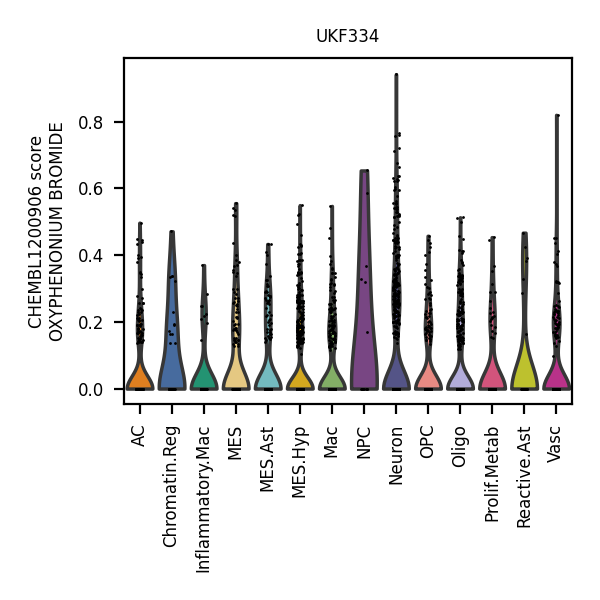 UKF334
CHEMBL1200906 score
OXYPHENONIUM BROMIDE
0.8
0.6
0.4
0.2
0.0
AC
Chromatin.Reg
Inflammatory.Mac
MES
MES.Ast
MES.Hyp
Mac
NPC
Neuron
OPC
Oligo
Prolif.Metab
Reactive.Ast
Vasc